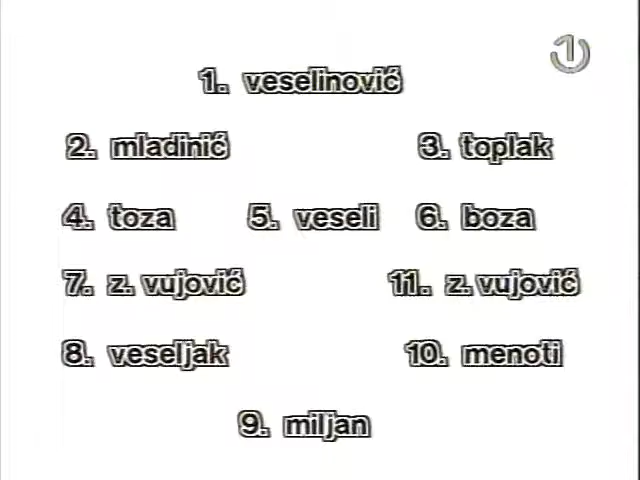 1
1. veselinović
2. mladinić 3. toplak
4. toza 5. veseli 6. boza
7. z. vujović 11. z. vujović
8. veseljak 10. menoti
9. miljan